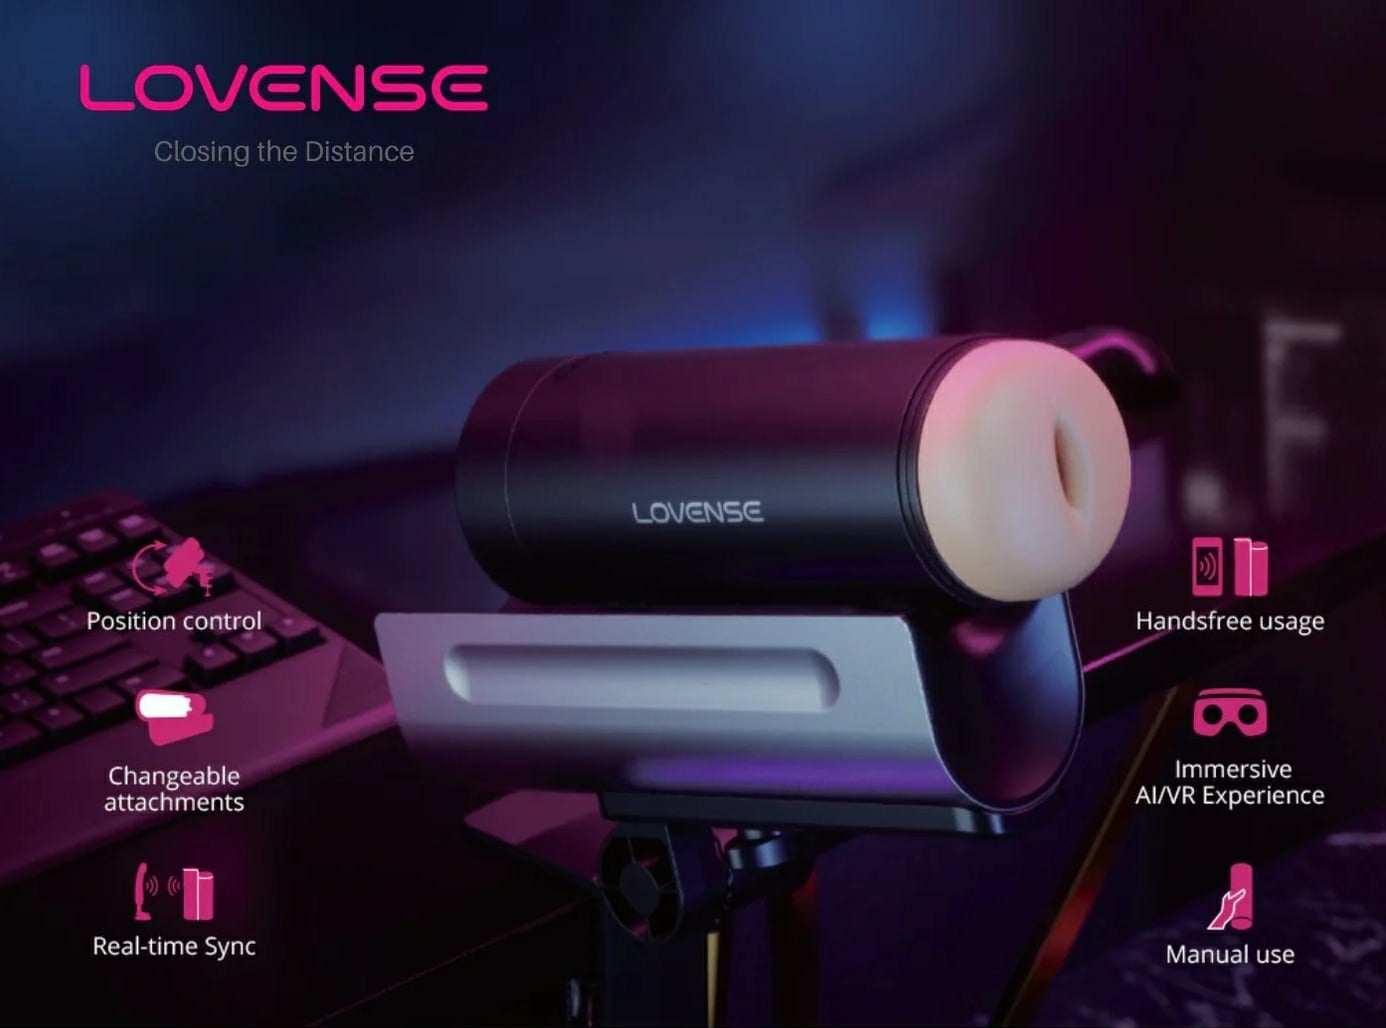 LOVENSE
Closing the Distance
LOVENSE
Position control
Changeable
attachments
Real-time Sync
Handsfree usage
Immersive
AI/VR Experience
Manual use